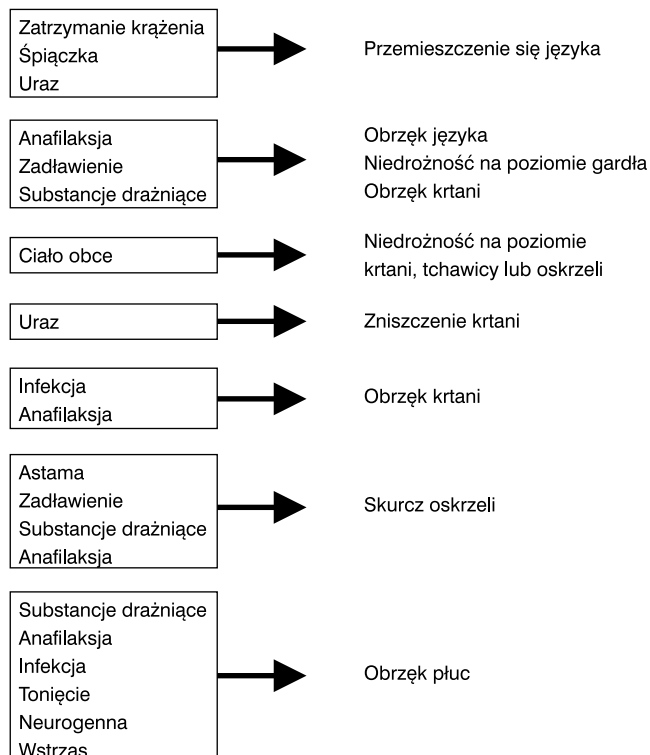 Zatrzymanie krążenia
Śpiączka
Uraz
Przemieszczenie się języka
Anafilaksja
Zadławienie
Substancje drażniące
Obrzęk języka
Niedrożność na poziomie gardła
Obrzęk krtani
Ciało obce
Niedrożność na poziomie
krtani, tchawicy lub oskrzeli
Uraz
Zniszczenie krtani
Infekcja
Anafilaksja
Obrzęk krtani
Astama
Zadławienie
Substancje drażniące
Anafilaksja
Skurcz oskrzeli
Substancje drażniące
Anafilaksja
Infekcja
Tonięcie
Neurogenna
Wstrząs
Obrzęk płuc